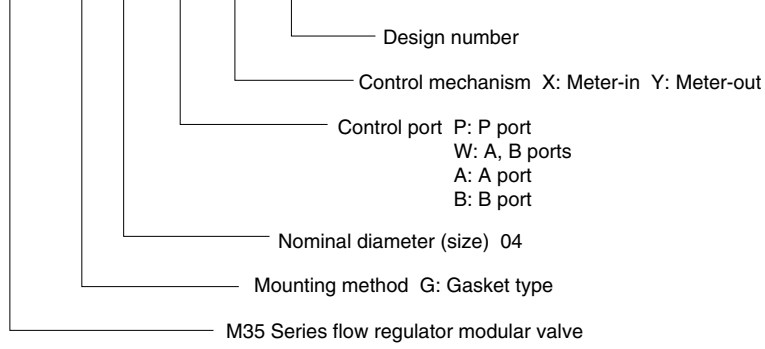 Design number
Control mechanism X: Meter-in Y: Meter-out
Control port P: P port
W: A, B ports
A: A port
B: B port
Nominal diameter (size) 04
Mounting method G: Gasket type
M35 Series flow regulator modular valve